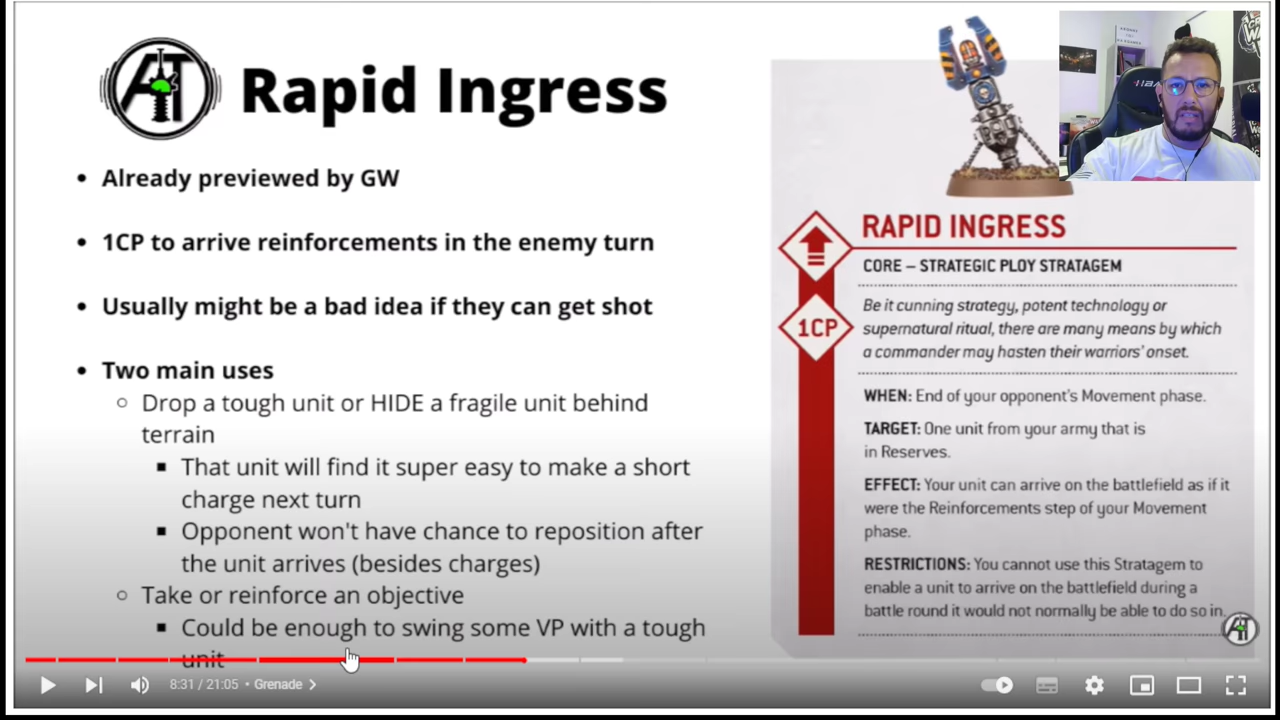 AT
Rapid Ingress
• Already previewed by GW
• 1CP to arrive reinforcements in the enemy turn
• Usually might be a bad idea if they can get shot
• Two main uses
○ Drop a tough unit or HIDE a fragile unit behind
terrain
▪ That unit will find it super easy to make a short
charge next turn
▪ Opponent won't have chance to reposition after
the unit arrives (besides charges)
○ Take or reinforce an objective
▪ Could be enough to swing some VP with a tough
unit
RAPID INGRESS
CORE – STRATEGIC PLOY STRATAGEM
1CP
Be it cunning strategy, potent technology or
supernatural ritual, there are many means by which
a commander may hasten their warriors' onset.
WHEN: End of your opponent's Movement phase.
TARGET: One unit from your army that is
in Reserves.
EFFECT: Your unit can arrive on the battlefield as if it
were the Reinforcements step of your Movement
phase.
RESTRICTIONS: You cannot use this Stratagem to
enable a unit to arrive on the battlefield during a
battle round it would not normally be able to do so in.
AT
8:31 / 21:05 • Grenade >